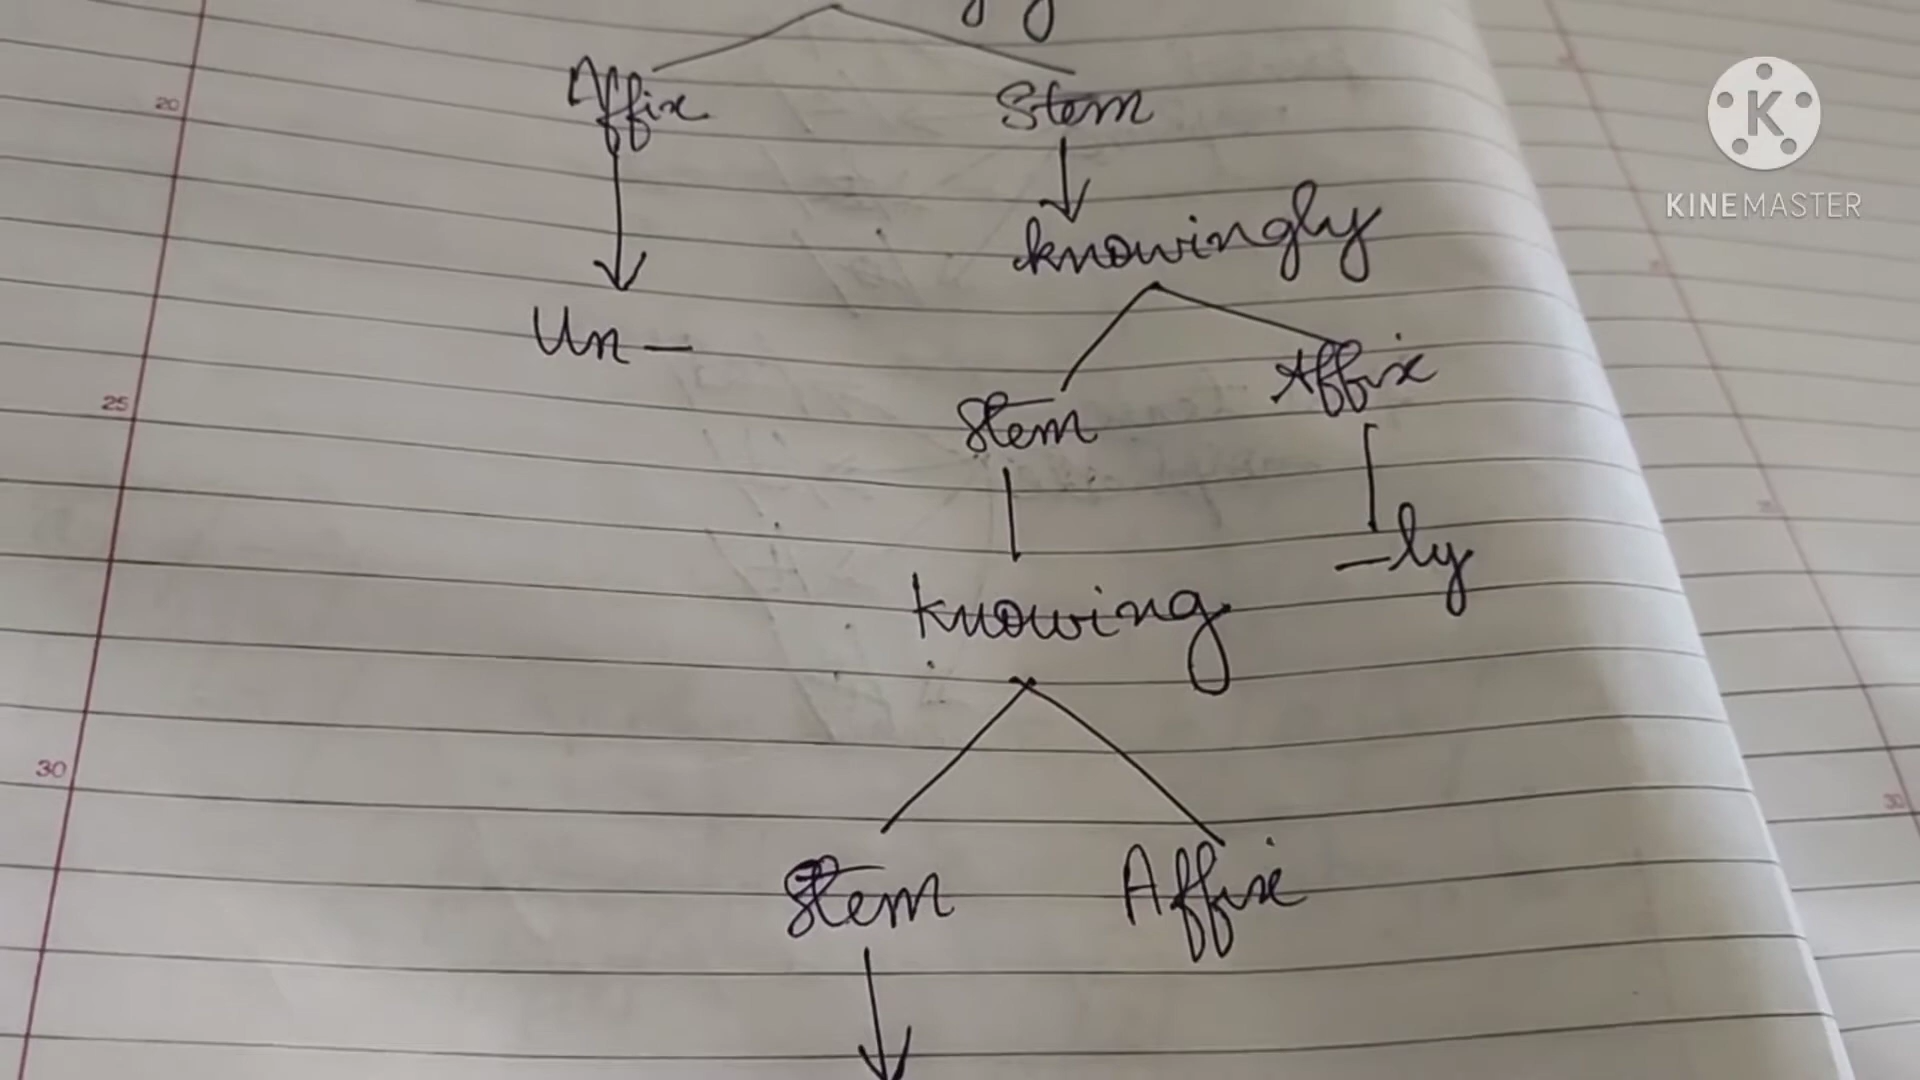 Affix Stem
knowingly
Un-
Stem Affix
-ly
knowing
Stem Affix
20
25
30
30
KINEMASTER